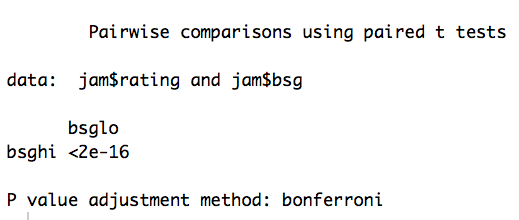 Pairwise comparisons using paired t tests
data:  jam$rating and jam$bsg
bsglo
bsghi <2e-16
P value adjustment method: bonferroni